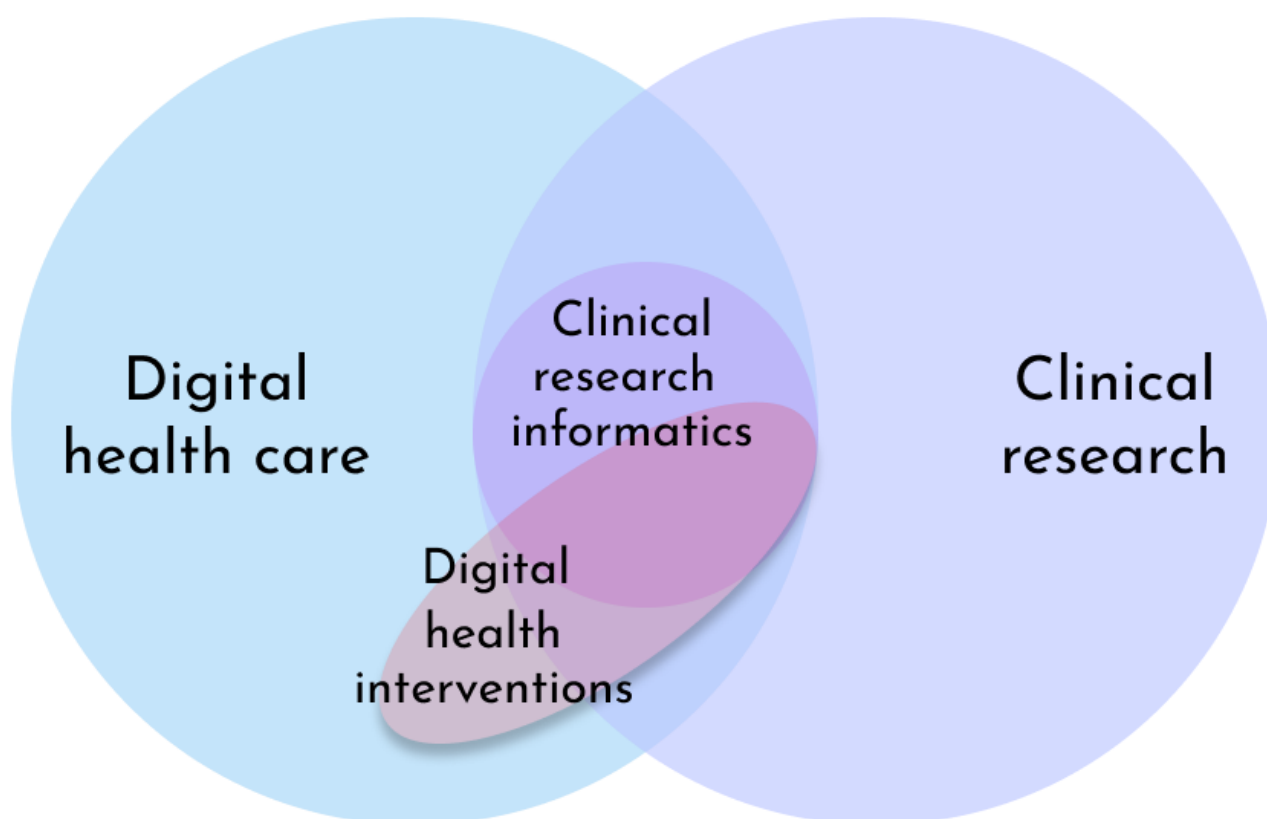 Digital
health care
Clinical
research
informatics
Clinical
research
Digital
health
interventions